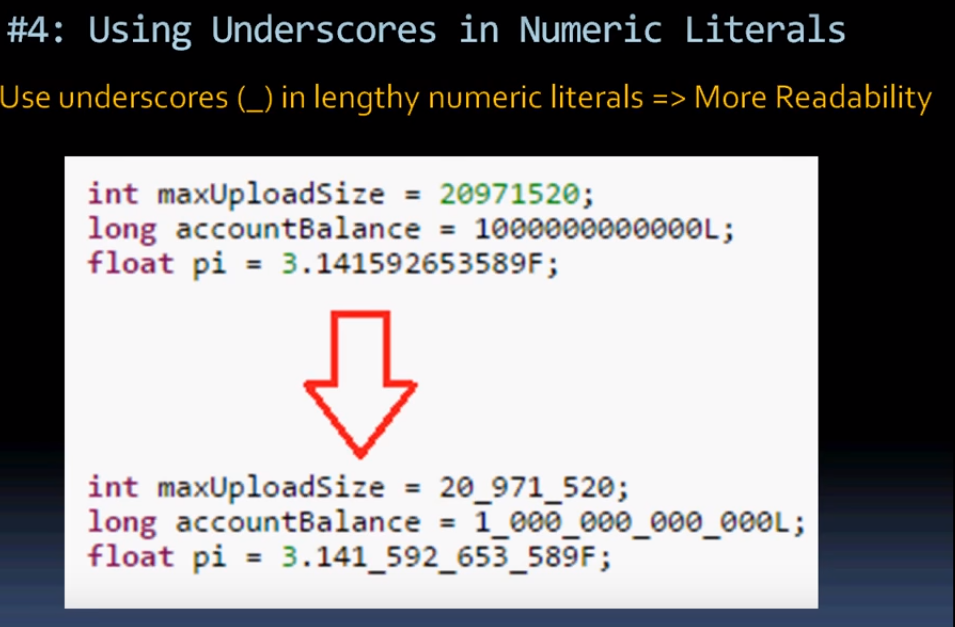 #4: Using Underscores in Numeric Literals
Use underscores (_) in lengthy numeric literals => More Readability
int maxUploadSize = 20971520;
long accountBalance = 1000000000000L;
float pi = 3.141592653589F;
int maxUploadSize = 20_971_520;
long accountBalance = 1_000_000_000_000L;
float pi = 3.141_592_653_589F;